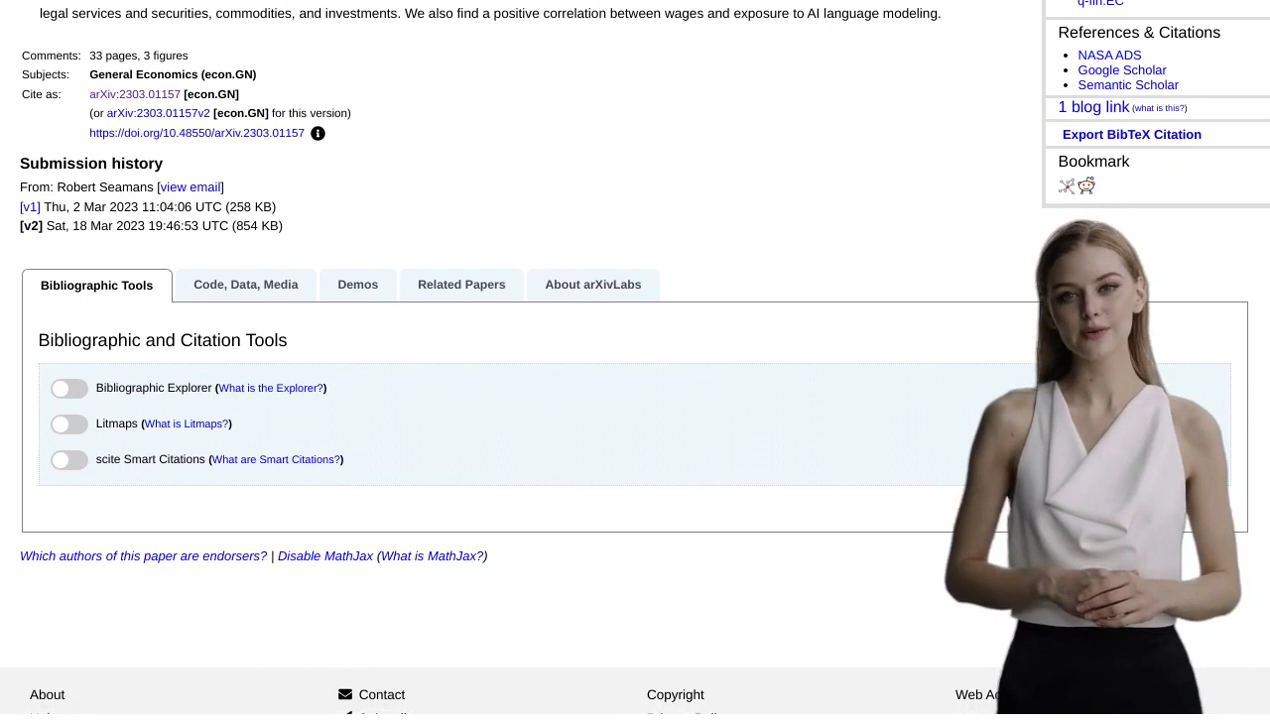 legal services and securities, commodities, and investments. We also find a positive correlation between wages and exposure to AI language modeling.
Comments: 33 pages, 3 figures
Subjects: General Economics (econ.GN)
Cite as: arXiv:2303.01157 [econ.GN]
(or arXiv:2303.01157v2 [econ.GN] for this version)
https://doi.org/10.48550/arXiv.2303.01157
Submission history
From: Robert Seamans [view email]
[v1] Thu, 2 Mar 2023 11:04:06 UTC (258 KB)
[v2] Sat, 18 Mar 2023 19:46:53 UTC (854 KB)
q-fin.EC
References & Citations
NASA ADS
Google Scholar
Semantic Scholar
1 blog link (what is this?)
Export BibTeX Citation
Bookmark
Bibliographic Tools
Code, Data, Media
Demos
Related Papers
About arXivLabs
Bibliographic and Citation Tools
Bibliographic Explorer (What is the Explorer?)
Litmaps (What is Litmaps?)
scite Smart Citations (What are Smart Citations?)
Which authors of this paper are endorsers? | Disable MathJax (What is MathJax?)
About
Contact
Copyright
Web